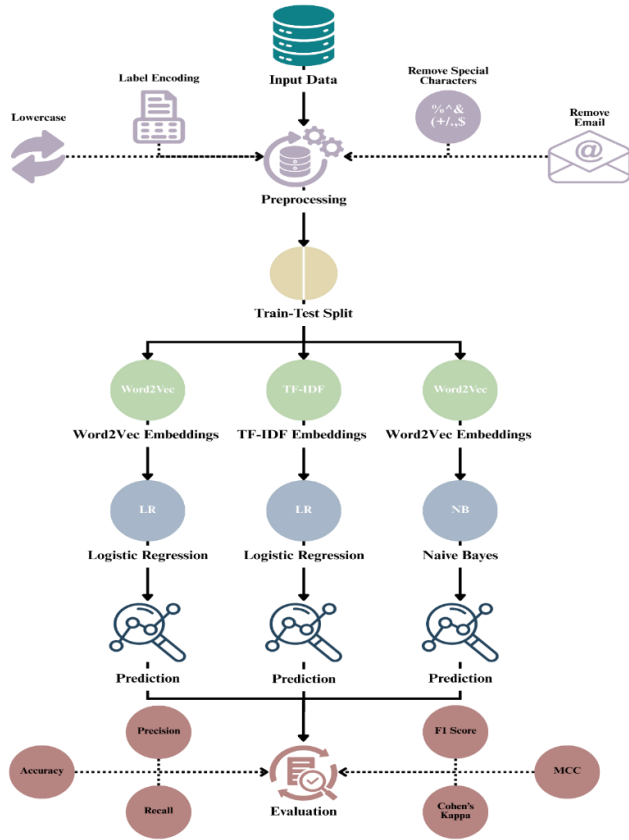 Input Data
Label Encoding
Remove Special
Characters
%^&
(+/.,$
Lowercase
Remove
Email
@
Preprocessing
Train-Test Split
Word2Vec
TF-IDF
Word2Vec
Word2Vec Embeddings
TF-IDF Embeddings
Word2Vec Embeddings
LR
LR
NB
Logistic Regression
Logistic Regression
Naive Bayes
Prediction
Prediction
Prediction
Precision
F1 Score
Accuracy
MCC
Recall
Cohen's
Kappa
Evaluation